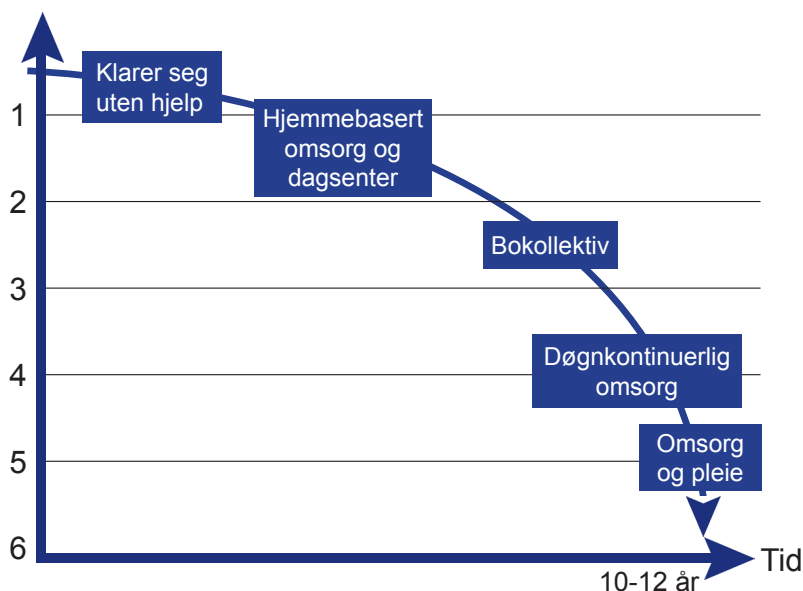 Klarer seg
uten hjelp
1
Hjemmebasert
omsorg og
dagsenter
2
Bokollektiv
3
Døgnkontinuerlig
omsorg
4
Omsorg
og pleie
5
6
Tid
10-12 år